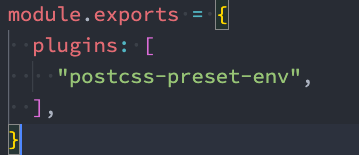 module.exports = {
  plugins: [
    "postcss-preset-env",
  ],
}